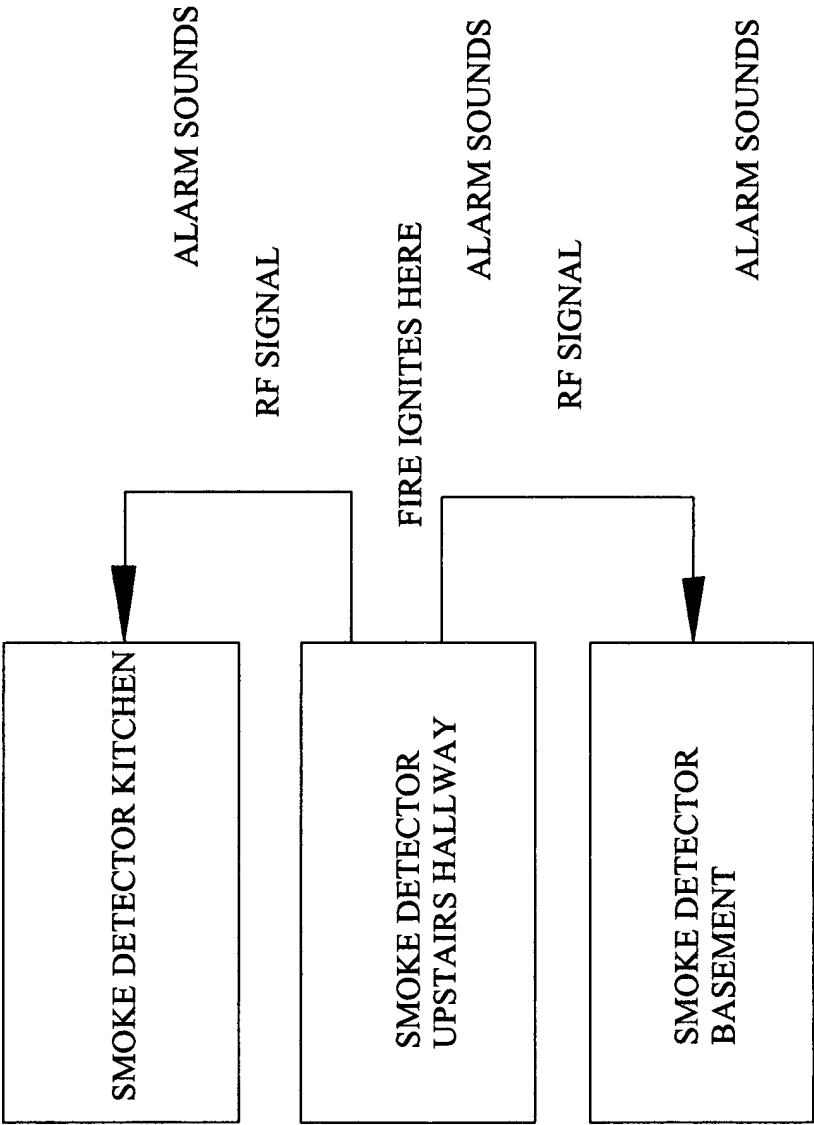 SMOKE DETECTOR KITCHEN
ALARM SOUNDS
RF SIGNAL
SMOKE DETECTOR
UPSTAIRS HALLWAY
FIRE IGNITES HERE
ALARM SOUNDS
RF SIGNAL
SMOKE DETECTOR
BASEMENT
ALARM SOUNDS